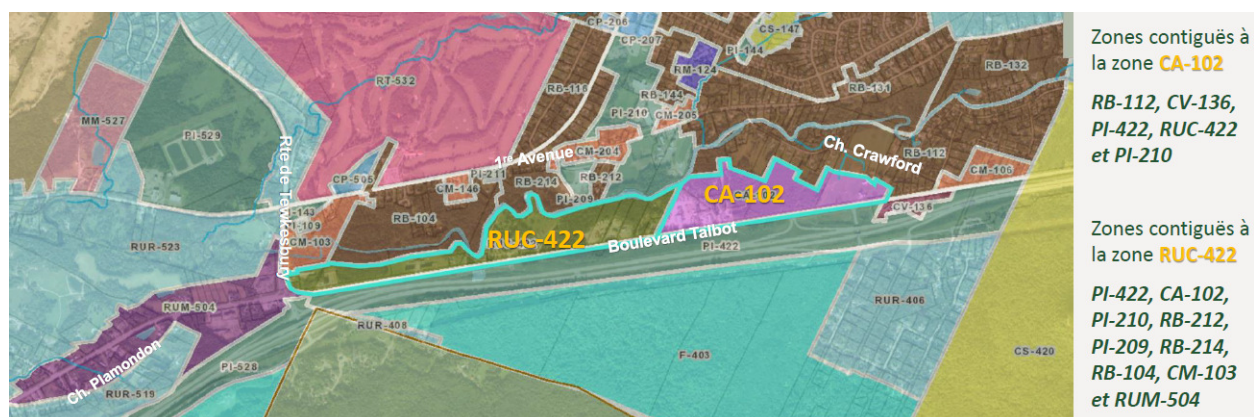 CP-206
CS-147
CP-207
PI-144
RT-532
RM-124
RB-132
RB-116
RB-144
RB-131
MM-527
PI-210
CM-205
PI-529
Rte de Tewkesbury
1re Avenue
CM-204
Ch. Crawford
RB-112
PI-211
CP-505
CM-146
RB-214
RB-212
CM-106
PI-209
CA-102
CV-136
RB-104
CM-103
RUR-523
RUC-422
Boulevard Talbot
PI-422
RUM-504
RUR-406
RUR-408
F-403
CS-420
PI-528
Ch. Plamondon
RUR-519
Zones contiguës à
la zone CA-102
RB-112, CV-136,
PI-422, RUC-422
et PI-210
Zones contiguës à
la zone RUC-422
PI-422, CA-102,
PI-210, RB-212,
PI-209, RB-214,
RB-104, CM-103
et RUM-504